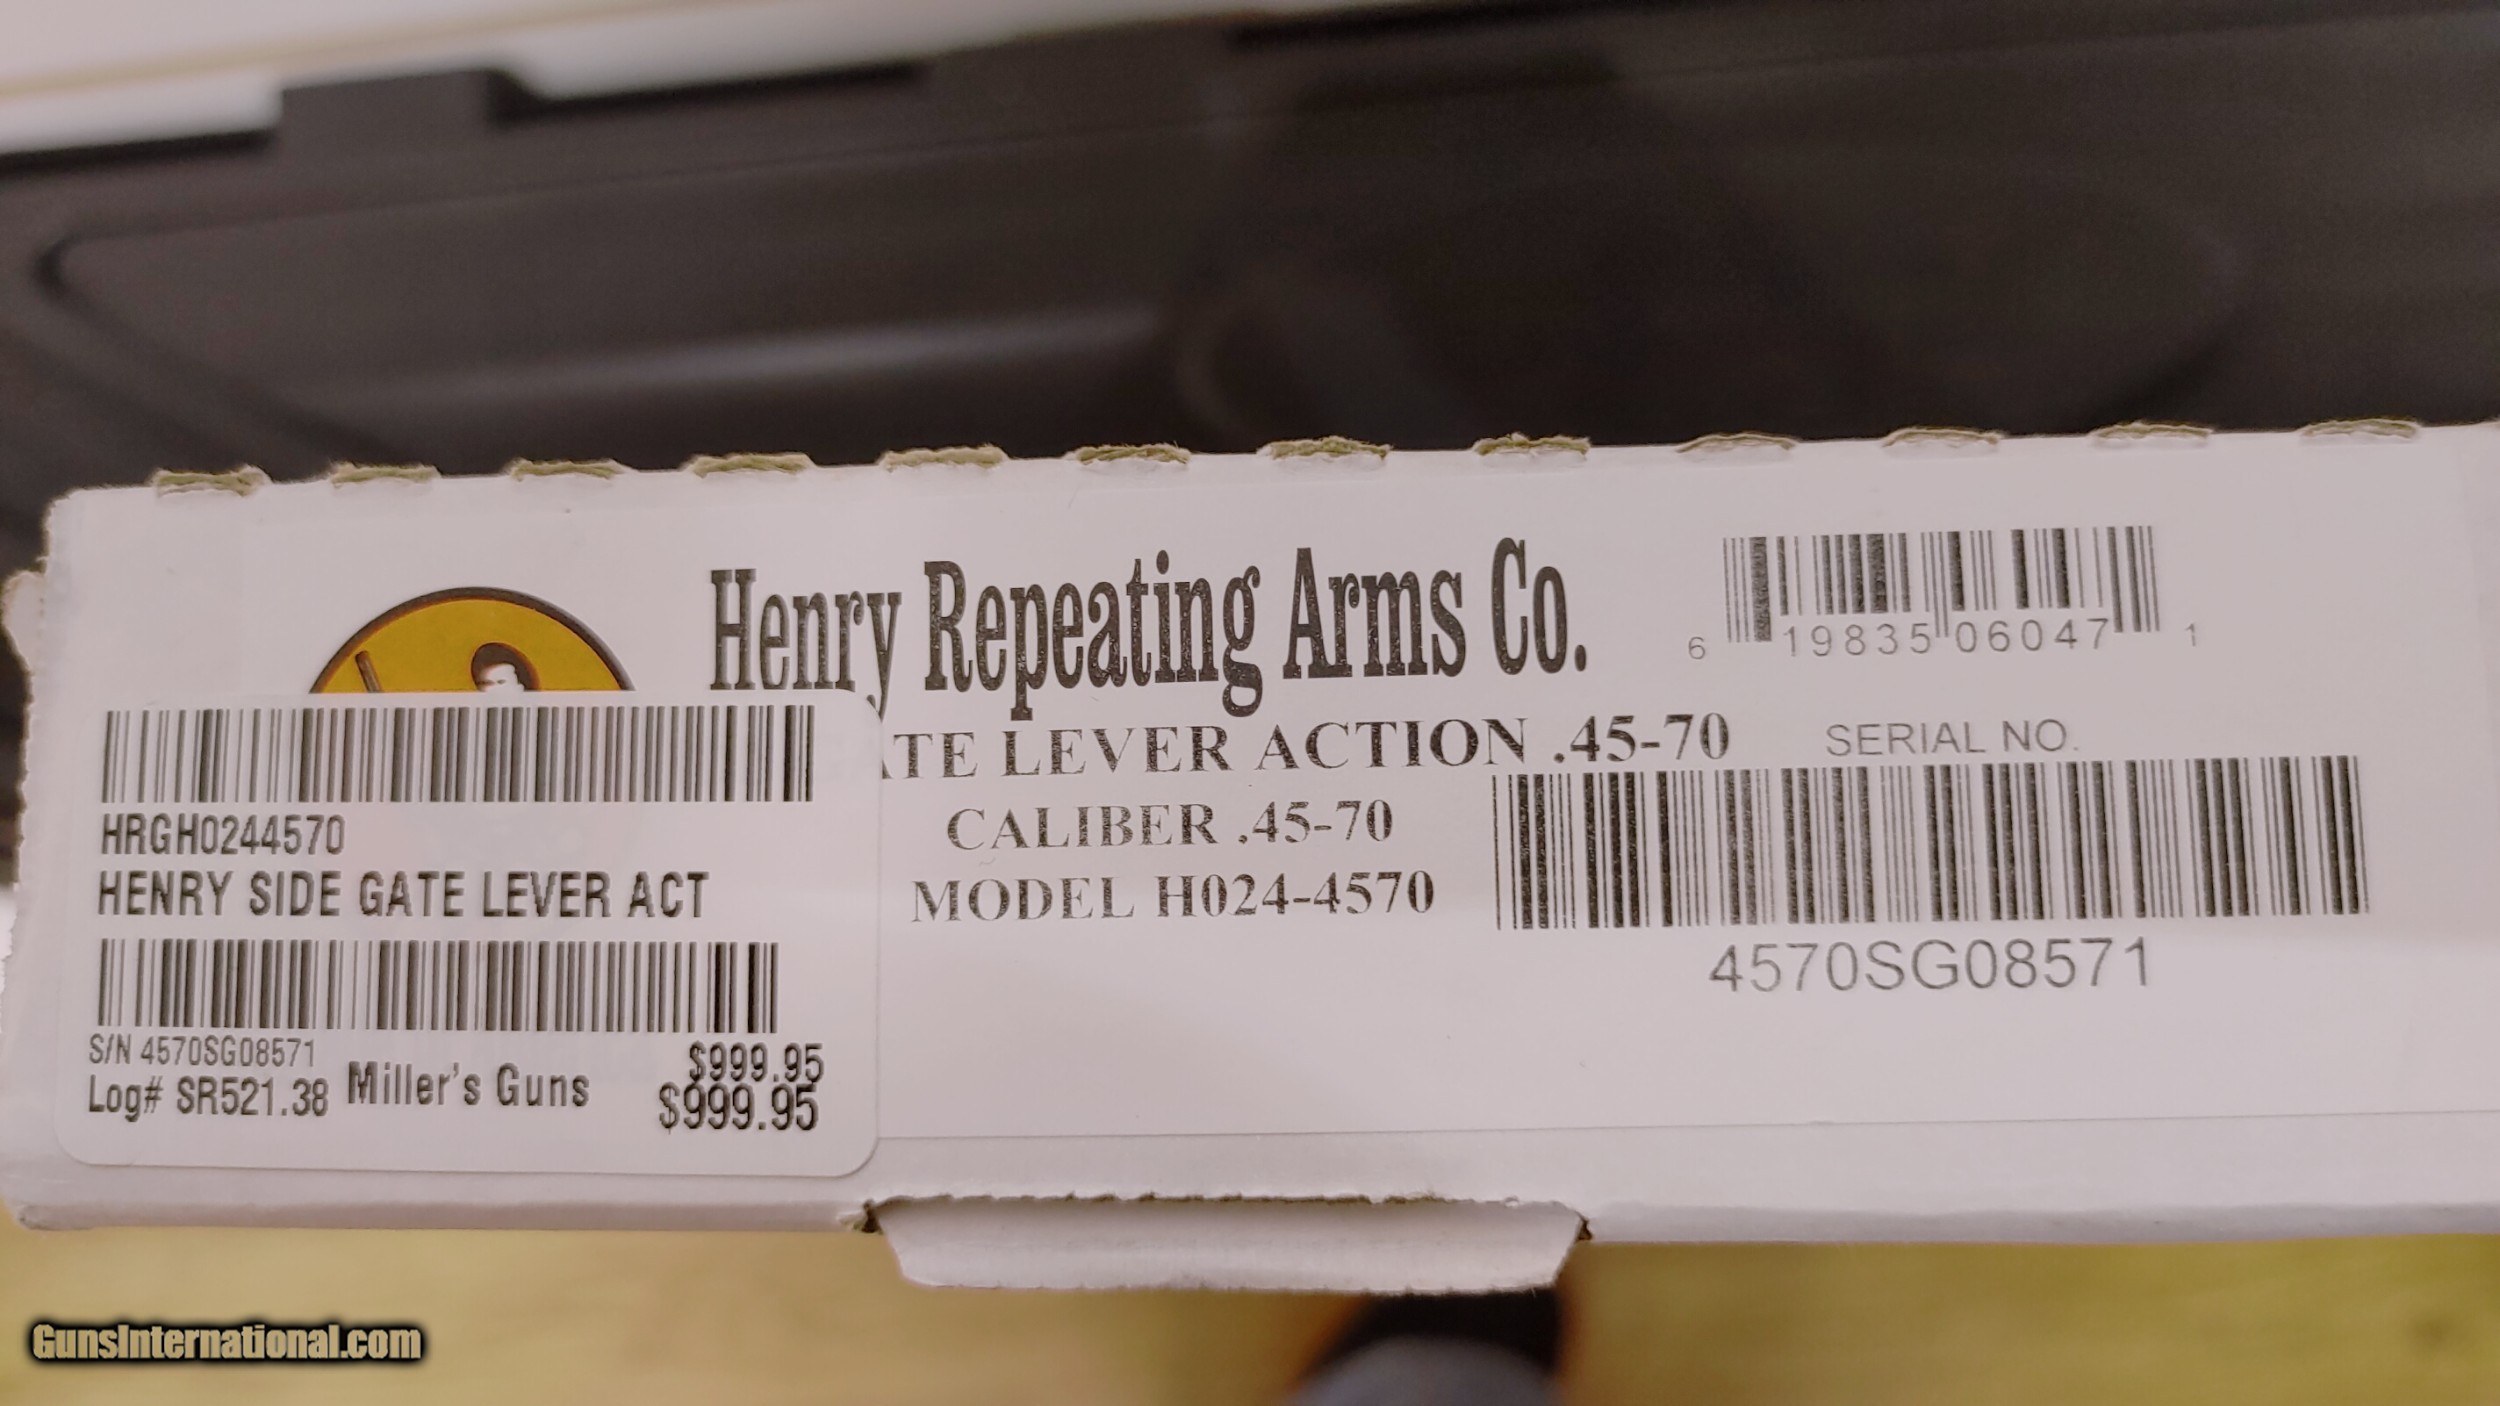 Henry Repeating Arms Co.
6 19835 06047 1
TE LEVER ACTION .45-70
SERIAL NO.
CALIBER .45-70
MODEL H024-4570
4570SG08571
HRGH0244570
HENRY SIDE GATE LEVER ACT
S/N 4570SG08571
$999.95
Log# SR521.38 Miller's Guns
$999.95
GunsInternational.com